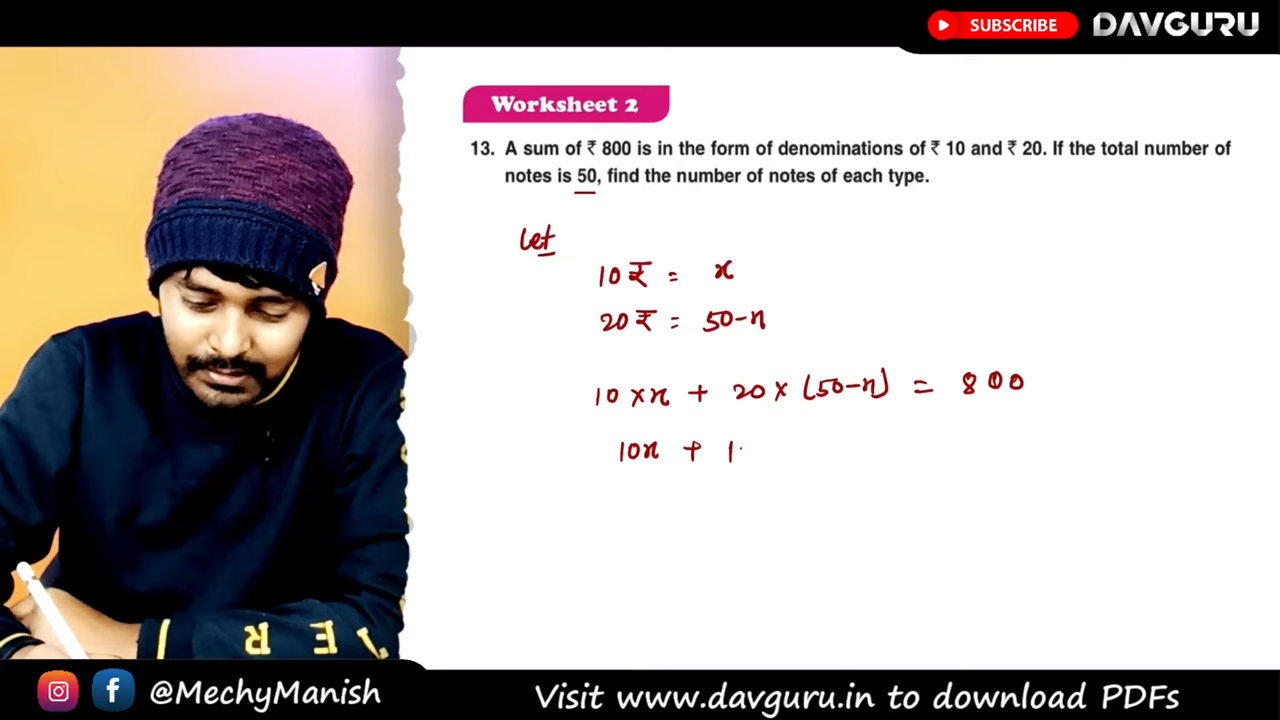 SUBSCRIBE DAVGURU
Worksheet 2
13. A sum of ₹ 800 is in the form of denominations of ₹ 10 and ₹ 20. If the total number of
notes is 50, find the number of notes of each type.
Let
10₹ = x
20₹ = 50-x
10 × x + 20 × (50-x) = 800
10x + 1
@MechyManish
Visit www.davguru.in to download PDFs